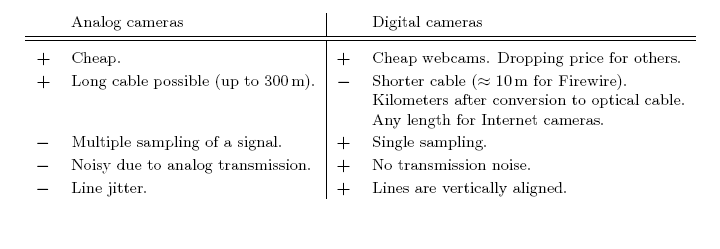 Analog cameras Digital cameras
+ Cheap. + Cheap webcams. Dropping price for others.
+ Long cable possible (up to 300 m). − Shorter cable (≈ 10 m for Firewire).
Kilometers after conversion to optical cable.
Any length for Internet cameras.
− Multiple sampling of a signal. + Single sampling.
− Noisy due to analog transmission. + No transmission noise.
− Line jitter. + Lines are vertically aligned.